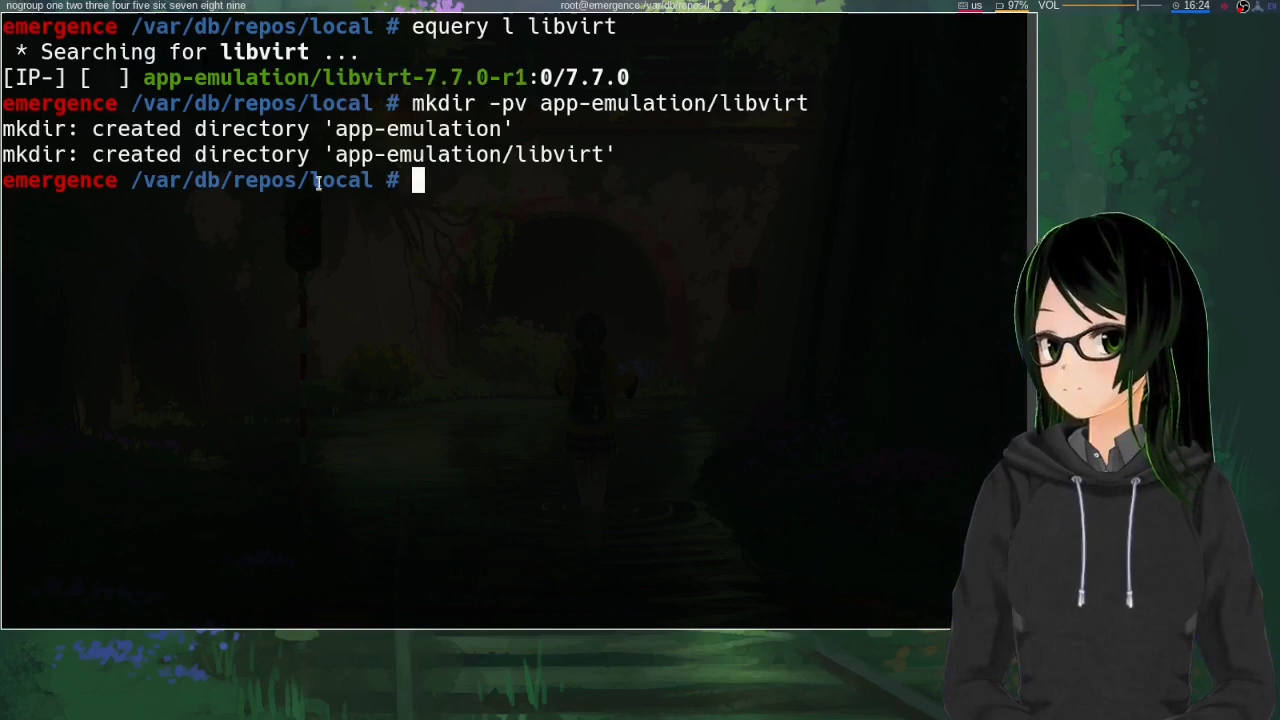 nogroup one two three four five six seven eight nine
root@emergence:/var/db/repos/l
us
97%
VOL
16:24
EN
emergence /var/db/repos/local # equery l libvirt
* Searching for libvirt ...
[IP-] [  ] app-emulation/libvirt-7.7.0-r1:0/7.7.0
emergence /var/db/repos/local # mkdir -pv app-emulation/libvirt
mkdir: created directory 'app-emulation'
mkdir: created directory 'app-emulation/libvirt'
emergence /var/db/repos/local #